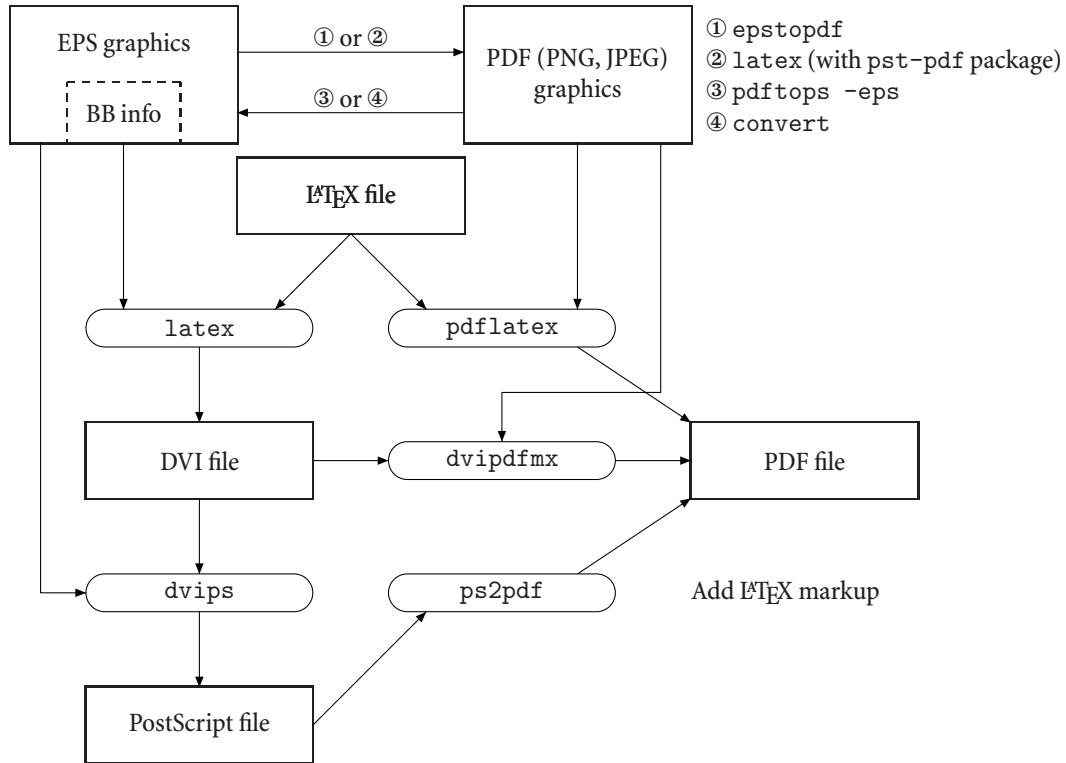 EPS graphics
BB info
① or ②
③ or ④
PDF (PNG, JPEG)
graphics
① epstopdf
② latex (with pst-pdf package)
③ pdftops -eps
④ convert
LATEX file
latex
pdflatex
DVI file
dvipdfmx
PDF file
dvips
ps2pdf
Add LATEX markup
PostScript file